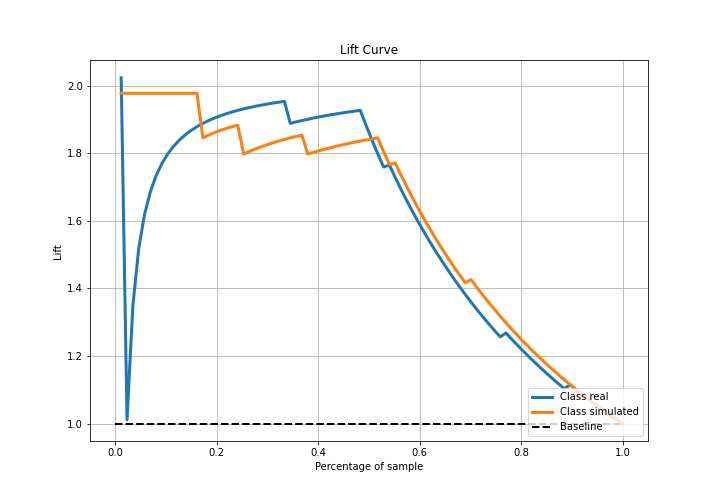 Lift Curve
2.0
1.8
1.6
1.4
1.2
1.0
Lift
0.0 0.2 0.4 0.6 0.8 1.0
Percentage of sample
Class real
Class simulated
Baseline